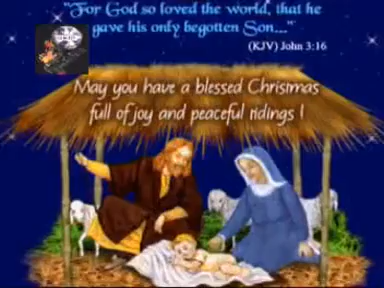 "For God so loved the world, that he
gave his only begotten Son..."
(KJV) John 3:16
May you have a blessed Christmas
full of joy and peaceful tidings !